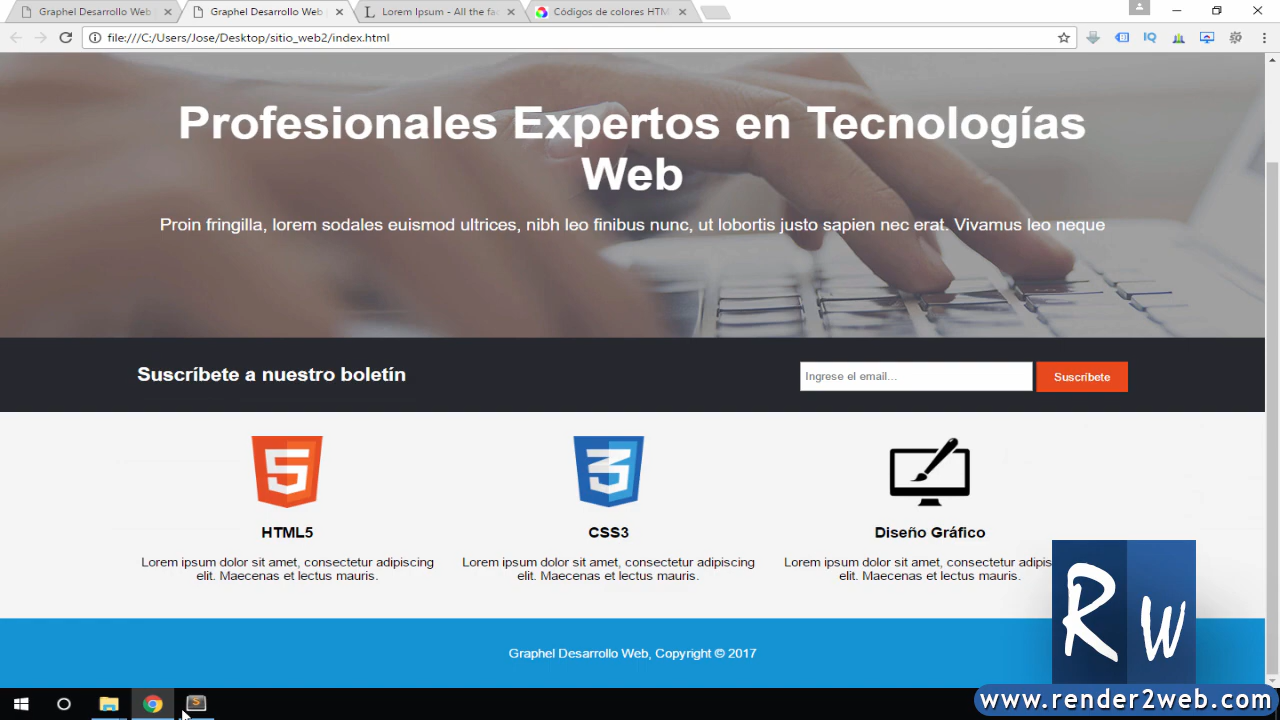 Graphel Desarrollo Web
Graphel Desarrollo Web
L Lorem Ipsum - All the fac
Códigos de colores HTM
file:///C:/Users/Jose/Desktop/sitio_web2/index.html
IQ
Profesionales Expertos en Tecnologías
Web
Proin fringilla, lorem sodales euismod ultrices, nibh leo finibus nunc, ut lobortis justo sapien nec erat. Vivamus leo neque
Suscríbete a nuestro boletín
Ingrese el email...
Suscríbete
5
3
HTML5
CSS3
Diseño Gráfico
Lorem ipsum dolor sit amet, consectetur adipiscing
elit. Maecenas et lectus mauris.
Lorem ipsum dolor sit amet, consectetur adipiscing
elit. Maecenas et lectus mauris.
Lorem ipsum dolor sit amet, consectetur adipis
elit. Maecenas et lectus mauris.
RW
Graphel Desarrollo Web, Copyright © 2017
S
www.render2web.com